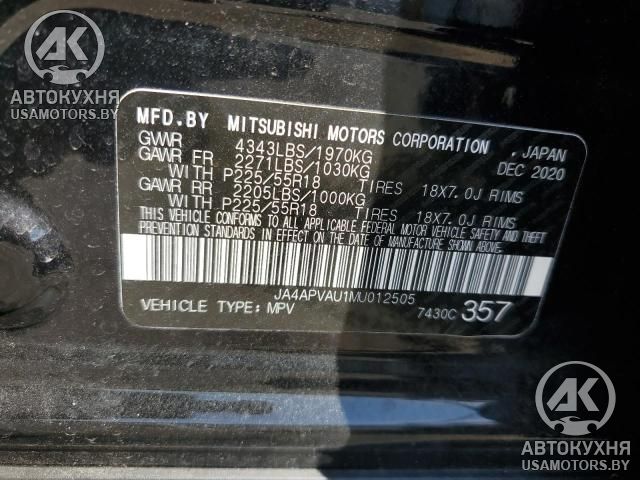 AK
АВТОКУХНЯ
USAMOTORS.BY
MFD.BY MITSUBISHI MOTORS CORPORATION, JAPAN
GVWR 4343LBS/1970KG DEC 2020
GAWR FR 2271LBS/1030KG
WITH P225/55R18 TIRES 18X7.0J RIMS
GAWR RR 2205LBS/1000KG
WITH P225/55R18 TIRES 18X7.0J RIMS
THIS VEHICLE CONFORMS TO ALL APPLICABLE FEDERAL MOTOR VEHICLE SAFETY AND THEFT
PREVENTION STANDARDS IN EFFECT ON THE DATE OF MANUFACTURE SHOWN ABOVE.
JA4APVAU1MU012505
VEHICLE TYPE: MPV 7430C 357
AK
АВТОКУХНЯ
USAMOTORS.BY